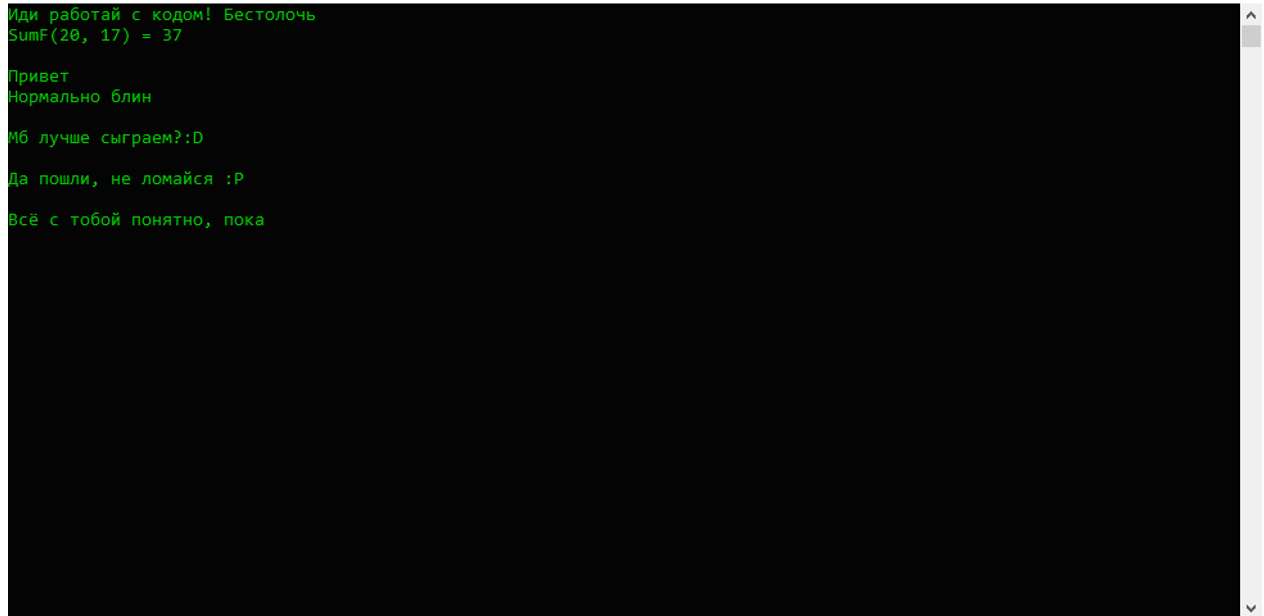 Иди работай с кодом! Бестолочь
SumF(20, 17) = 37
Привет
Нормально блин
Мб лучше сыграем?:D
Да пошли, не ломайся :P
Всё с тобой понятно, пока